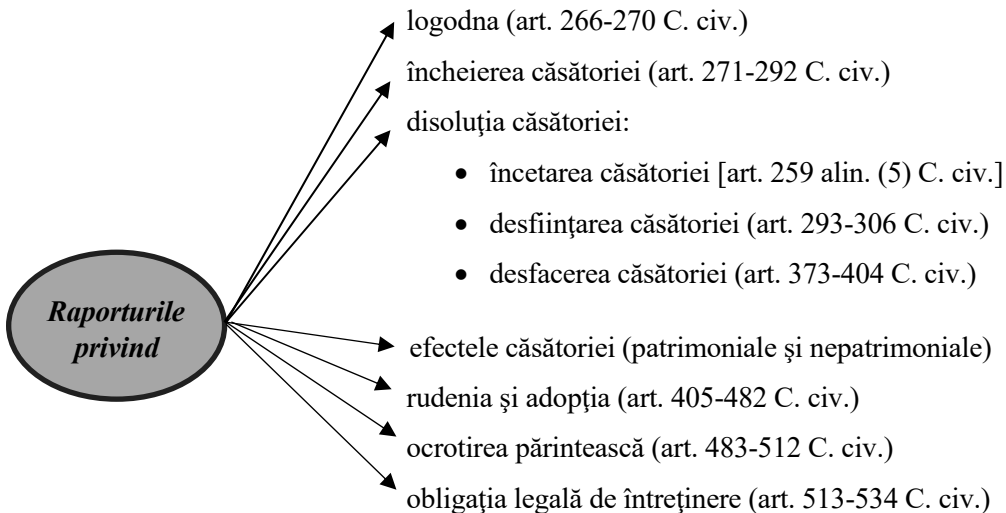 logodna (art. 266-270 C. civ.)
încheierea căsătoriei (art. 271-292 C. civ.)
disoluţia căsătoriei:
• încetarea căsătoriei [art. 259 alin. (5) C. civ.]
• desfiinţarea căsătoriei (art. 293-306 C. civ.)
• desfacerea căsătoriei (art. 373-404 C. civ.)
Raporturile
privind
efectele căsătoriei (patrimoniale şi nepatrimoniale)
rudenia şi adopţia (art. 405-482 C. civ.)
ocrotirea părintească (art. 483-512 C. civ.)
obligaţia legală de întreţinere (art. 513-534 C. civ.)